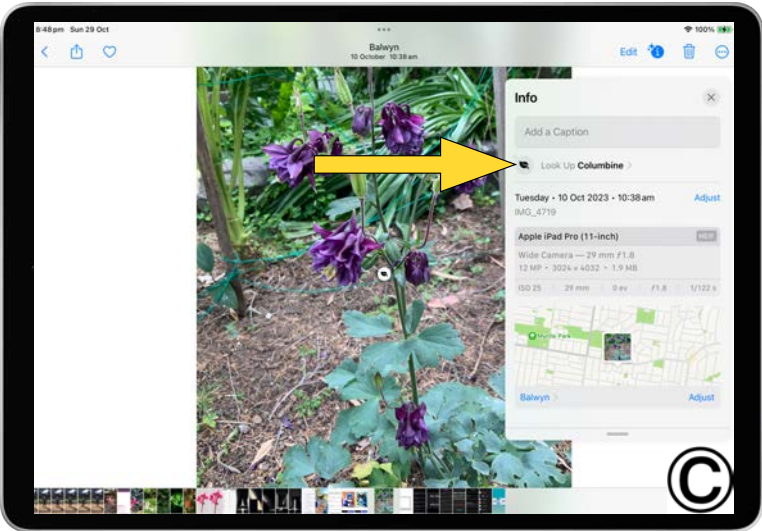 8:48 pm Sun 29 Oct
100%
Balwyn
10 October 10:38 am
Edit
Info
Add a Caption
Look Up Columbine
Tuesday • 10 Oct 2023 • 10:38 am
Adjust
IMG_4719
Apple iPad Pro (11-inch)
HEIF
Wide Camera — 29 mm ƒ1.8
12 MP • 3024 × 4032 • 1.9 MB
ISO 25 29 mm 0 ev ƒ1.8 1/122 s
Myrtle Park
Balwyn
Adjust
©